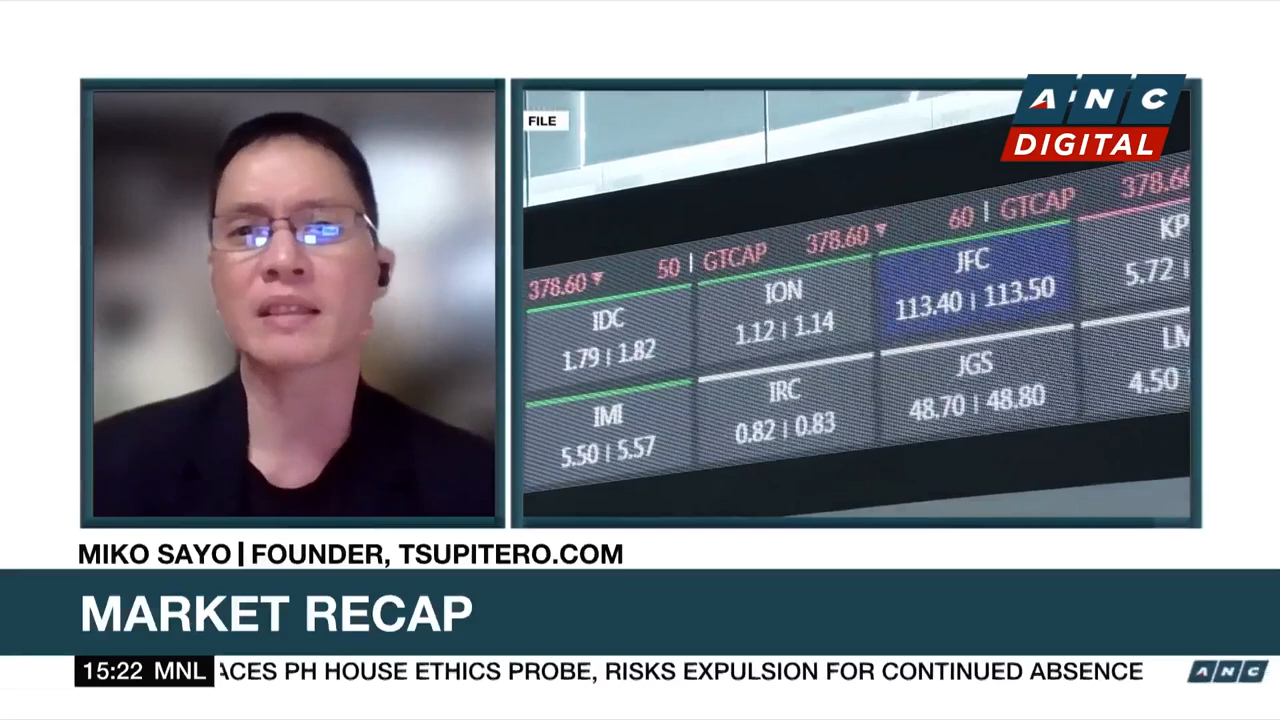 ANC
DIGITAL
FILE
378.60▼ 50 | GTCAP 378.60▼ 60 | GTCAP
IDC
1.79 | 1.82
ION
1.12 | 1.14
JFC
113.40 | 113.50
5.72 |
IMI
5.50 | 5.57
IRC
0.82 | 0.83
JGS
48.70 | 48.80
4.50
MIKO SAYO | FOUNDER, TSUPITERO.COM
MARKET RECAP
15:22 MNL ACES PH HOUSE ETHICS PROBE, RISKS EXPULSION FOR CONTINUED ABSENCE
ANC